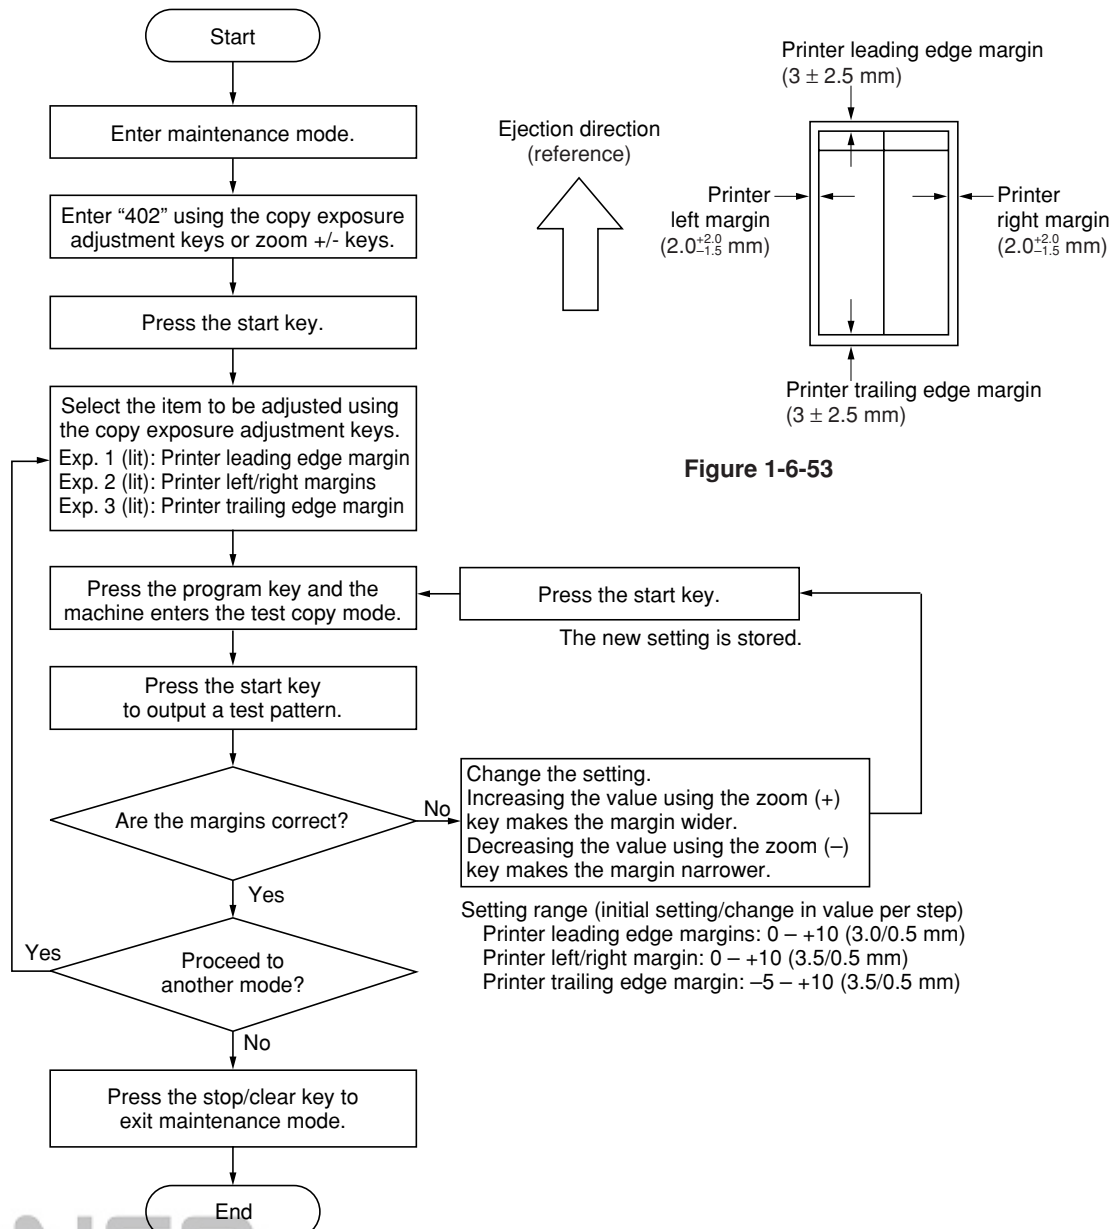 Start
Enter maintenance mode.
Enter “402” using the copy exposure
adjustment keys or zoom +/- keys.
Press the start key.
Select the item to be adjusted using
the copy exposure adjustment keys.
Exp. 1 (lit): Printer leading edge margin
Exp. 2 (lit): Printer left/right margins
Exp. 3 (lit): Printer trailing edge margin
Press the program key and the
machine enters the test copy mode.
Press the start key
to output a test pattern.
Are the margins correct?
No
Yes
Proceed to
another mode?
Yes
No
Press the stop/clear key to
exit maintenance mode.
End
Press the start key.
The new setting is stored.
Change the setting.
Increasing the value using the zoom (+)
key makes the margin wider.
Decreasing the value using the zoom (–)
key makes the margin narrower.
Setting range (initial setting/change in value per step)
Printer leading edge margins: 0 – +10 (3.0/0.5 mm)
Printer left/right margin: 0 – +10 (3.5/0.5 mm)
Printer trailing edge margin: –5 – +10 (3.5/0.5 mm)
Ejection direction
(reference)
Printer leading edge margin
(3 ± 2.5 mm)
Printer
left margin
(2.0 +2.0 –1.5 mm)
Printer
right margin
(2.0 +2.0 –1.5 mm)
Printer trailing edge margin
(3 ± 2.5 mm)
Figure 1-6-53